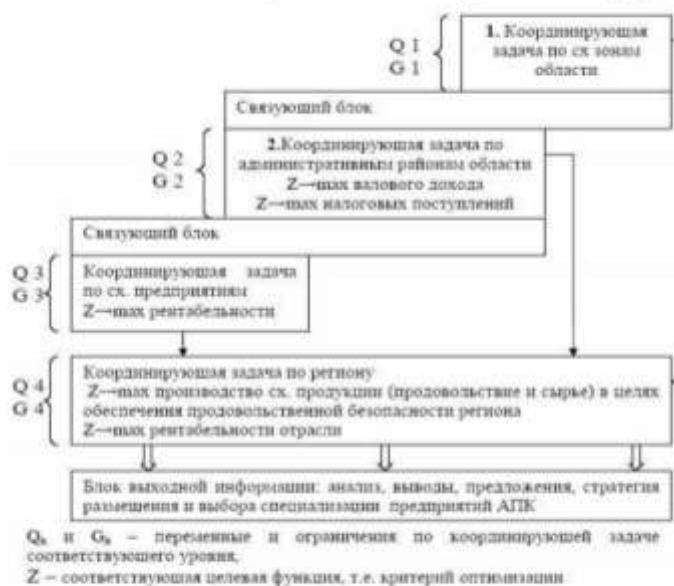 Q 1
G 1
1. Координирующая
задача по сх зонам
области
Связующий блок
Q 2
G 2
2.Координирующая задача по
административным районам области
Z→max валового дохода
Z→max налоговых поступлений
Связующий блок
Q 3
G 3
Координирующая задача
по сх. предприятиям
Z→max рентабельности
Q 4
G 4
Координирующая задача по региону
Z→max производство сх. продукции (продовольствие и сырье) в целях
обеспечения продовольственной безопасности региона
Z→max рентабельности отрасли
Блок выходной информации: анализ, выводы, предложения, стратегия
размещения и выбора специализации предприятий АПК
Qₙ и Gₙ – переменные и ограничения по координирующей задаче
соответствующего уровня,
Z – соответствующая целевая функция, т.е. критерий оптимизации